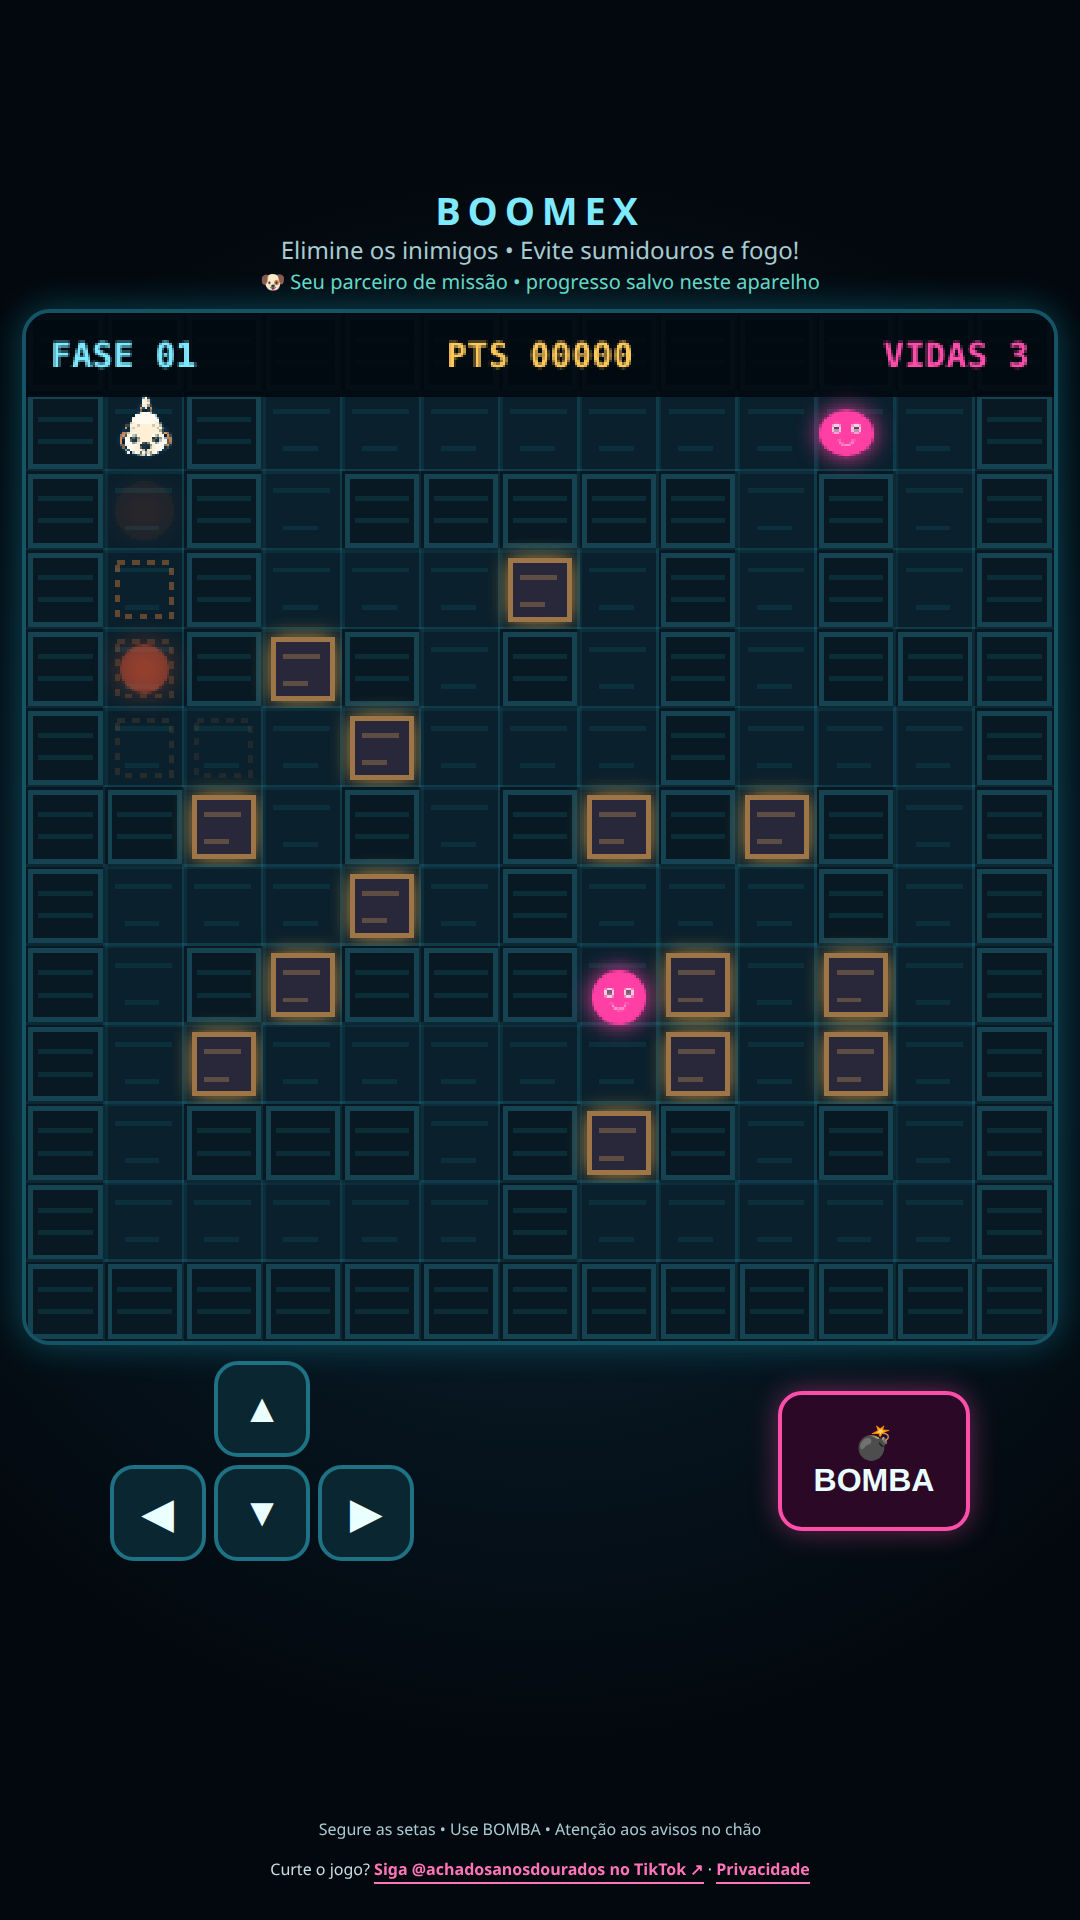 BOOMEX
Elimine os inimigos • Evite sumidouros e fogo!
🐶 Seu parceiro de missão • progresso salvo neste aparelho
FASE 01 PTS 00000 VIDAS 3
▲
◀ ▼ ▶
💣
BOMBA
Segure as setas • Use BOMBA • Atenção aos avisos no chão
Curte o jogo? Siga @achadosanosdourados no TikTok ↗ · Privacidade